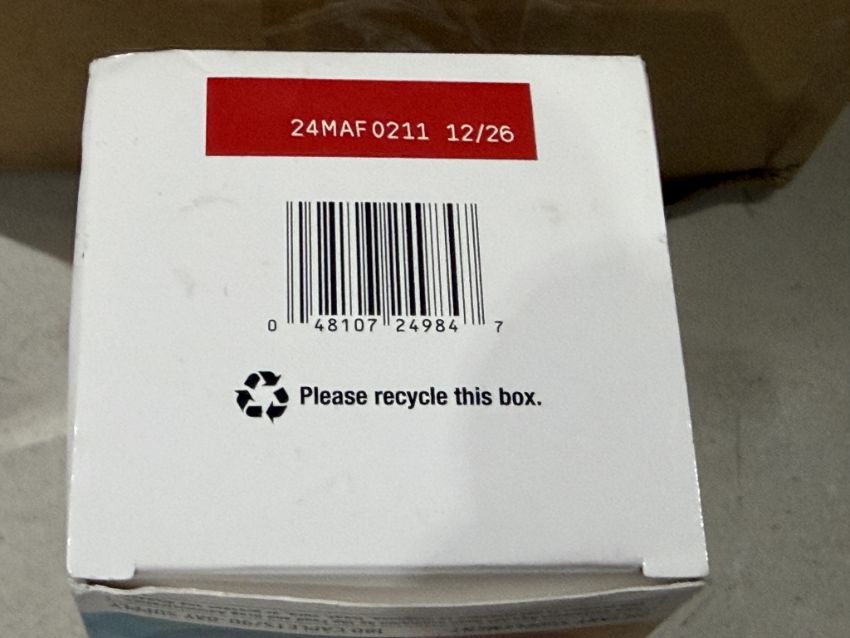 24MAF0211 12/26
0 48107 24984 7
Please recycle this box.